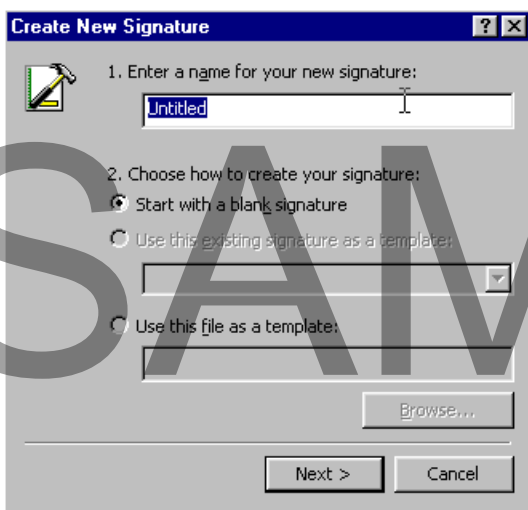 Create New Signature
1. Enter a name for your new signature:
Untitled
2. Choose how to create your signature:
Start with a blank signature
Use this existing signature as a template:
Use this file as a template:
Browse...
Next >
Cancel
SAM